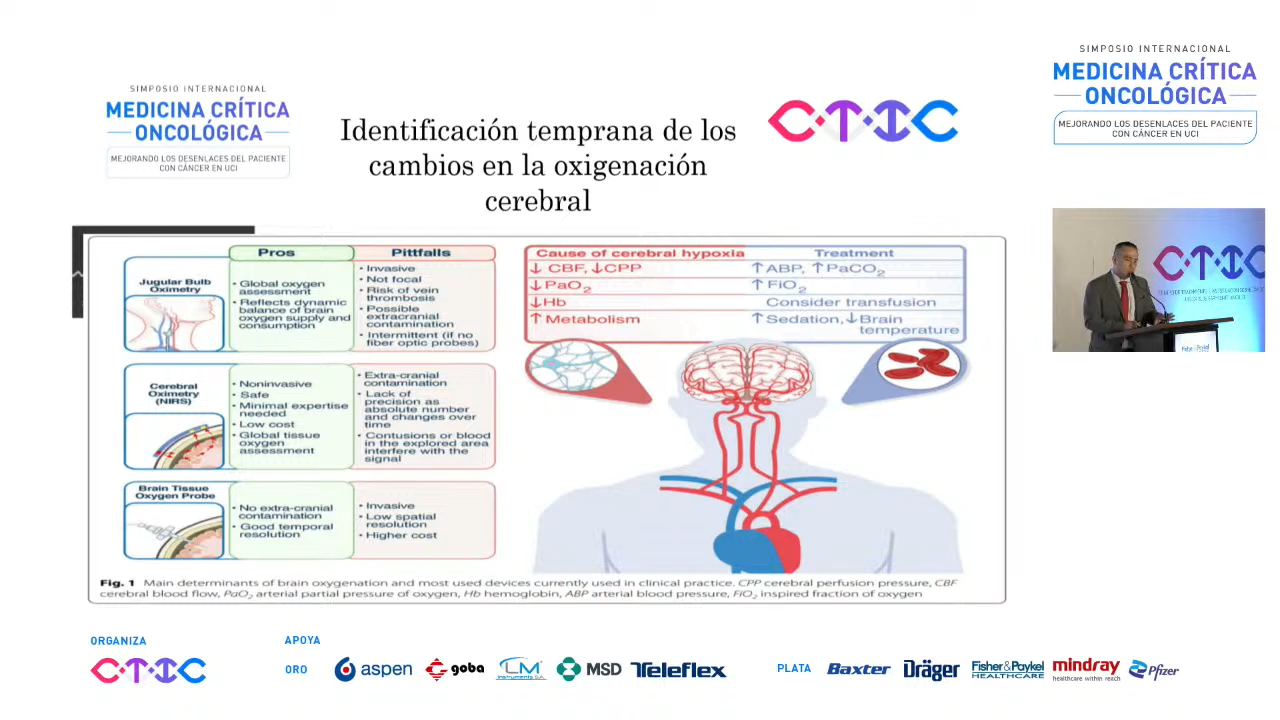 SIMPOSIO INTERNACIONAL
MEDICINA CRÍTICA
ONCOLÓGICA
MEJORANDO LOS DESENLACES DEL PACIENTE
CON CÁNCER EN UCI
Identificación temprana de los
cambios en la oxigenación
cerebral
CTIC
SIMPOSIO INTERNACIONAL
MEDICINA CRÍTICA
ONCOLÓGICA
MEJORANDO LOS DESENLACES DEL PACIENTE
CON CÁNCER EN UCI
CTIC
Pros
Pittfalls
Jugular Bulb
Oximetry
• Global oxygen
assessment
• Reflects dynamic
balance of brain
oxygen supply and
consumption
• Invasive
• Not focal
• Risk of vein
thrombosis
• Possible
extracranial
contamination
• Intermittent (if no
fiber optic probes)
Cerebral
Oximetry
(NIRS)
• Noninvasive
• Safe
• Minimal expertise
needed
• Low cost
• Global tissue
oxygen
assessment
• Extra-cranial
contamination
• Lack of
precision as
absolute number
and changes over
time
• Contusions or blood
in the explored area
interfere with the
signal
Brain Tissue
Oxygen Probe
• No extra-cranial
contamination
• Good temporal
resolution
• Invasive
• Low spatial
resolution
• Higher cost
Cause of cerebral hypoxia
Treatment
↓ CBF, ↓CPP
↑ABP, ↑PaCO2
↓PaO2
↑FiO2
↓Hb
Consider transfusion
↑ Metabolism
↑Sedation,↓Brain
temperature
Fig. 1 Main determinants of brain oxygenation and most used devices currently used in clinical practice. CPP cerebral perfusion pressure, CBF
cerebral blood flow, PaO2 arterial partial pressure of oxygen, Hb hemoglobin, ABP arterial blood pressure, FiO2 inspired fraction of oxygen
ORGANIZA
CTIC
APOYA
ORO
aspen
goba
LM
instruments S.A.
MSD
Teleflex
PLATA
Baxter
Dräger
Fisher&Paykel
HEALTHCARE
mindray
healthcare within reach
Pfizer